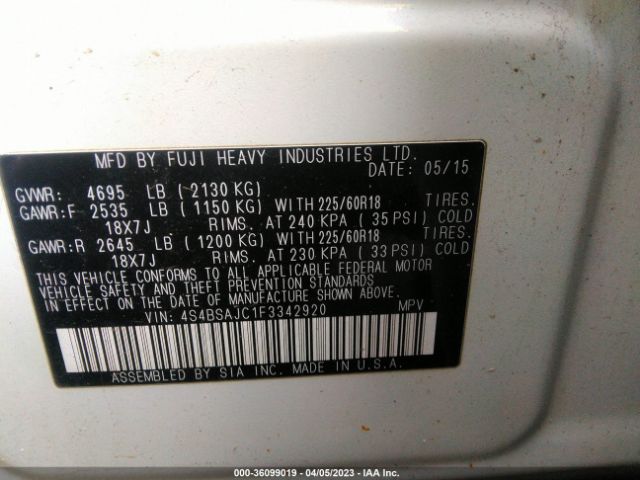 MFD BY FUJI HEAVY INDUSTRIES LTD.
DATE: 05/15
GVWR: 4695 LB ( 2130 KG)
GAWR:F 2535 LB ( 1150 KG) WITH 225/60R18 TIRES.
18X7J RIMS. AT 240 KPA ( 35 PSI) COLD
GAWR:R 2645 LB ( 1200 KG) WITH 225/60R18 TIRES.
18X7J RIMS. AT 230 KPA ( 33 PSI) COLD
THIS VEHICLE CONFORMS TO ALL APPLICABLE FEDERAL MOTOR
VEHICLE SAFETY AND THEFT PREVENTION STANDARDS
IN EFFECT ON THE DATE OF MANUFACTURE SHOWN ABOVE.
VIN: 4S4BSAJC1F3342920 MPV
ASSEMBLED BY SIA INC. MADE IN U.S.A.
000-36099019 - 04/05/2023 - IAA Inc.